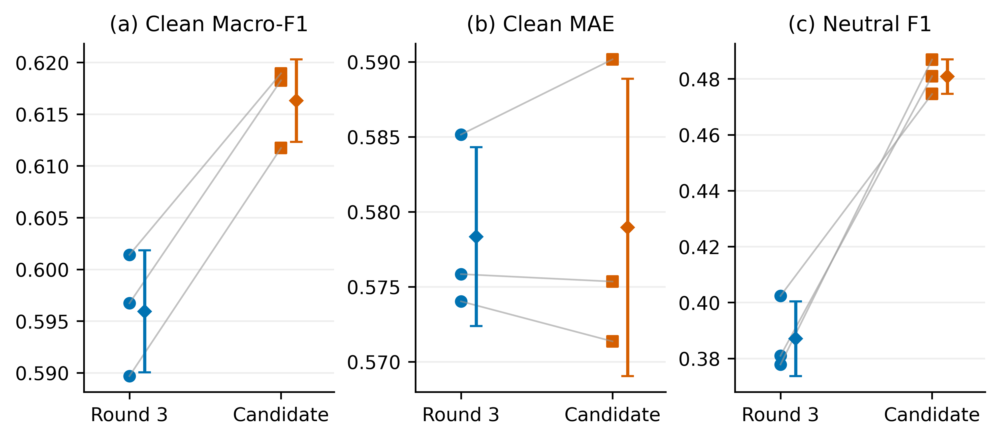 (a) Clean Macro-F1
0.620
0.615
0.610
0.605
0.600
0.595
0.590
Round 3
Candidate
(b) Clean MAE
0.590
0.585
0.580
0.575
0.570
Round 3
Candidate
(c) Neutral F1
0.48
0.46
0.44
0.42
0.40
0.38
Round 3
Candidate